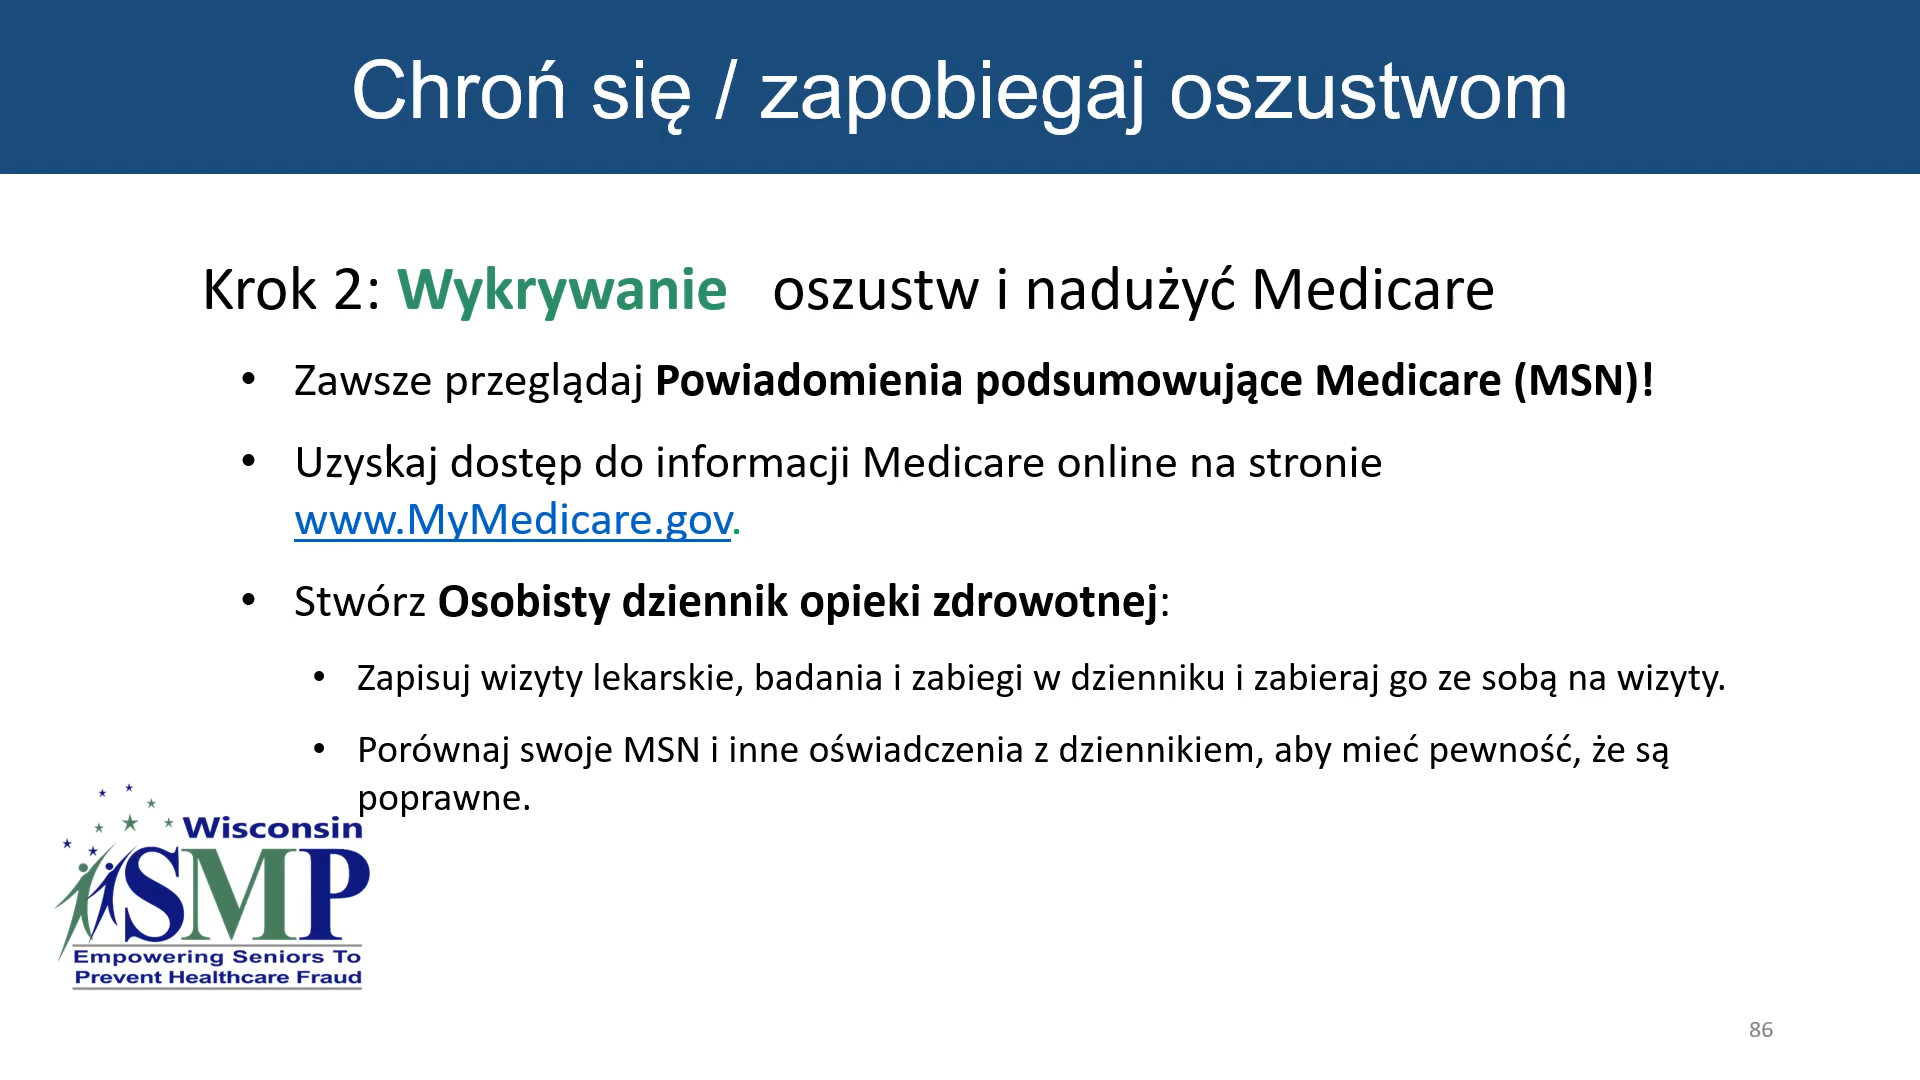 Chroń się / zapobiegaj oszustwom
Krok 2: Wykrywanie oszustw i nadużyć Medicare
• Zawsze przeglądaj Powiadomienia podsumowujące Medicare (MSN)!
• Uzyskaj dostęp do informacji Medicare online na stronie
www.MyMedicare.gov.
• Stwórz Osobisty dziennik opieki zdrowotnej:
• Zapisuj wizyty lekarskie, badania i zabiegi w dzienniku i zabieraj go ze sobą na wizyty.
• Porównaj swoje MSN i inne oświadczenia z dziennikiem, aby mieć pewność, że są
poprawne.
Wisconsin
SMP
Empowering Seniors To
Prevent Healthcare Fraud
86